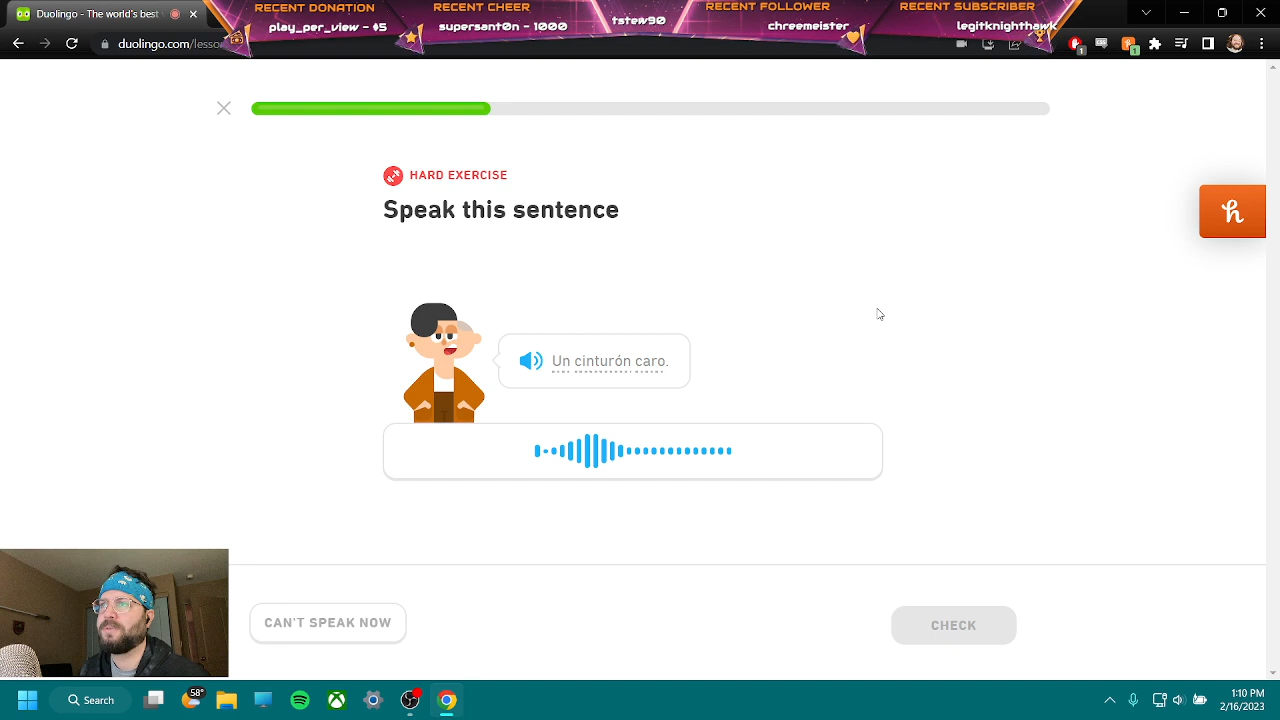 RECENT DONATION
play_per_view - $5
RECENT CHEER
supersant0n - 1000
tstew90
RECENT FOLLOWER
chreemeister
RECENT SUBSCRIBER
legitknighthawk
Duolingo - The world's best
duolingo.com/lesso
1
1
HARD EXERCISE
Speak this sentence
Un cinturón caro.
CAN'T SPEAK NOW
CHECK
Search
58°
1:10 PM
2/16/2023